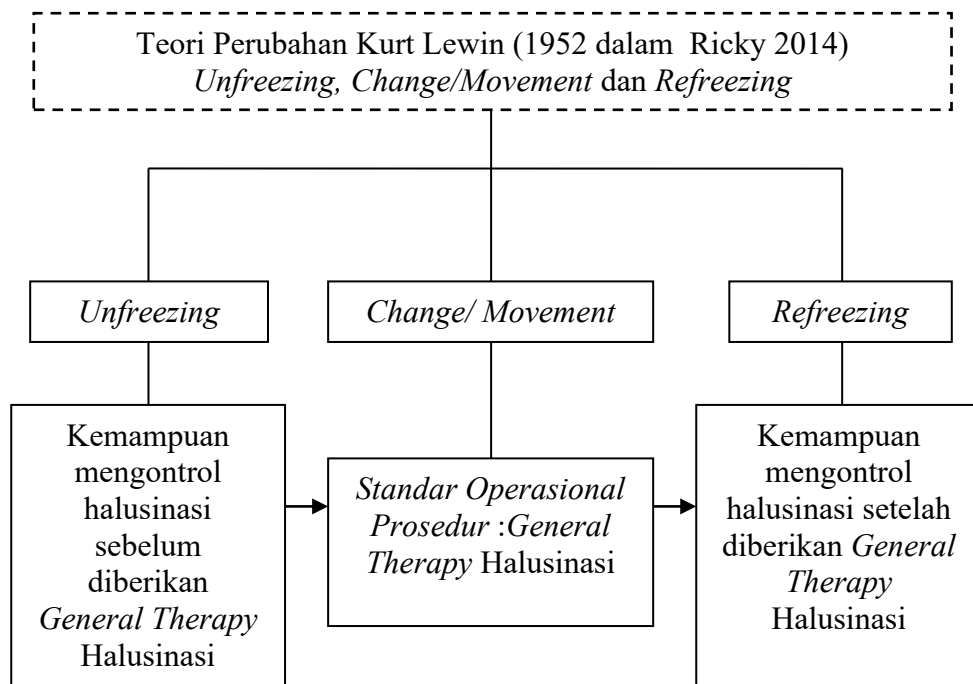 Teori Perubahan Kurt Lewin (1952 dalam Ricky 2014)
Unfreezing, Change/Movement dan Refreezing
Unfreezing
Change/ Movement
Refreezing
Kemampuan
mengontrol
halusinasi
sebelum
diberikan
General Therapy
Halusinasi
Standar Operasional
Prosedur :General
Therapy Halusinasi
Kemampuan
mengontrol
halusinasi setelah
diberikan General
Therapy
Halusinasi